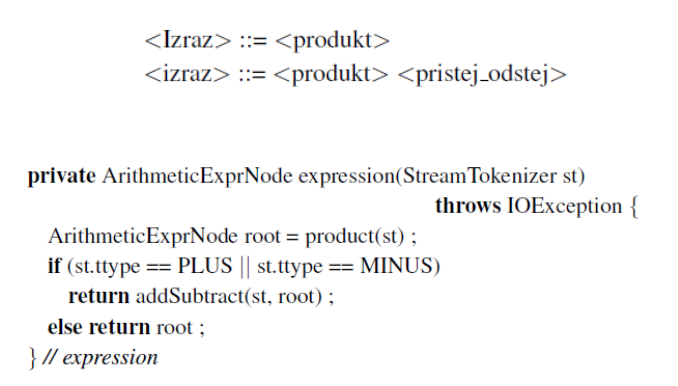 <Izraz> ::= <produkt>
<izraz> ::= <produkt> <pristej_odstej>
private ArithmeticExprNode expression(StreamTokenizer st)
throws IOException {
ArithmeticExprNode root = product(st) ;
if (st.ttype == PLUS || st.ttype == MINUS)
return addSubtract(st, root) ;
else return root ;
} // expression